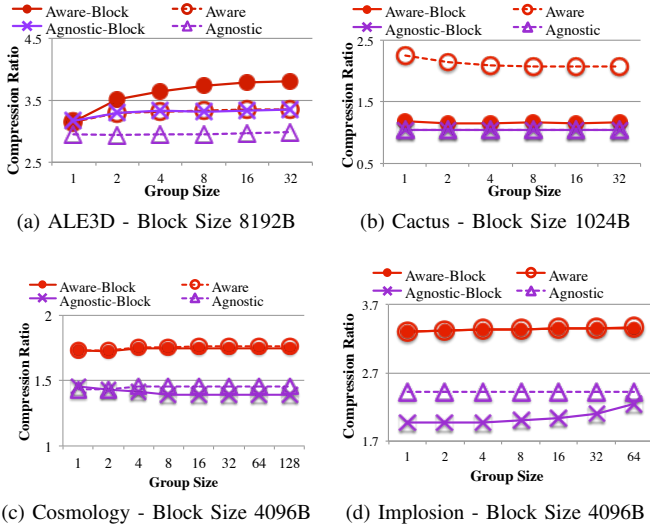 Aware-Block Aware
Agnostic-Block Agnostic
4.5
3.5
2.5
Compression Ratio
1 2 4 8 16 32
Group Size
(a) ALE3D - Block Size 8192B
Aware-Block Aware
Agnostic-Block Agnostic
2.5
1.5
0.5
Compression Ratio
1 2 4 8 16 32
Group Size
(b) Cactus - Block Size 1024B
Aware-Block Aware
Agnostic-Block Agnostic
2
1.5
1
Compression Ratio
1 2 4 8 16 32 64 128
Group Size
(c) Cosmology - Block Size 4096B
Aware-Block Aware
Agnostic-Block Agnostic
3.7
2.7
1.7
Compression Ratio
1 2 4 8 16 32 64
Group Size
(d) Implosion - Block Size 4096B